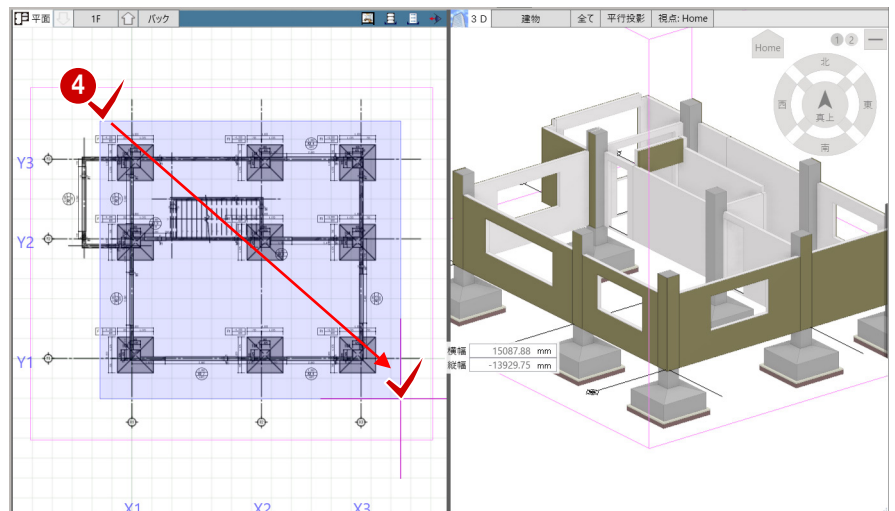 平面 1F バック
3 D 建物 全て 平行投影 視点: Home
4
Home
1 2
北
西 東
真上
南
Y3
Y2
Y1
横幅 15087.88 mm
縦幅 -13929.75 mm
X1 X2 X3